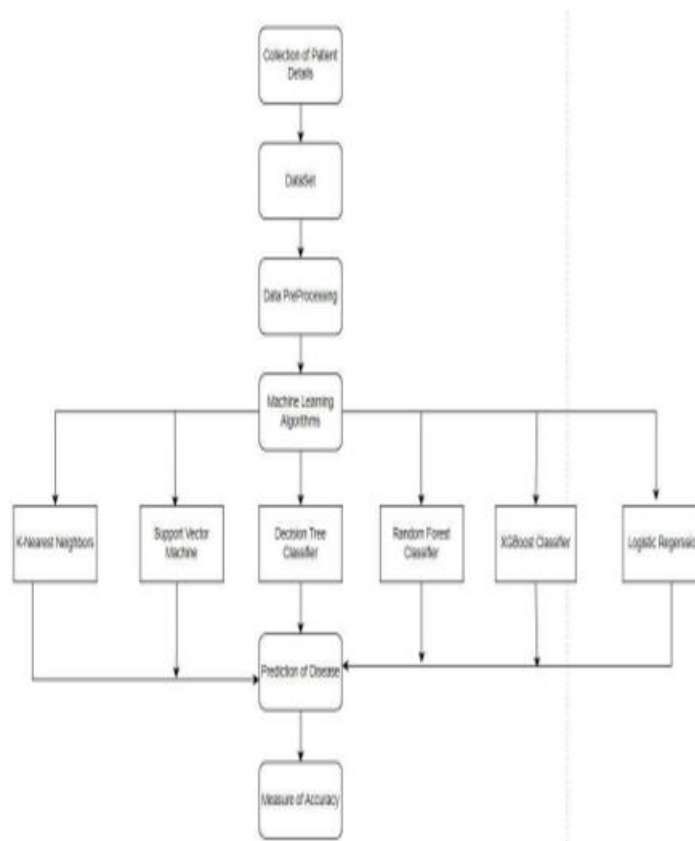 Collection of Patient
Details
DataSet
Data PreProcessing
Machine Learning
Algorithms
K-Nearest Neighbors
Support Vector
Machine
Decision Tree
Classifier
Random Forest
Classifier
XGBoost Classifier
Logistic Regerssion
Prediction of Disease
Measure of Accuracy